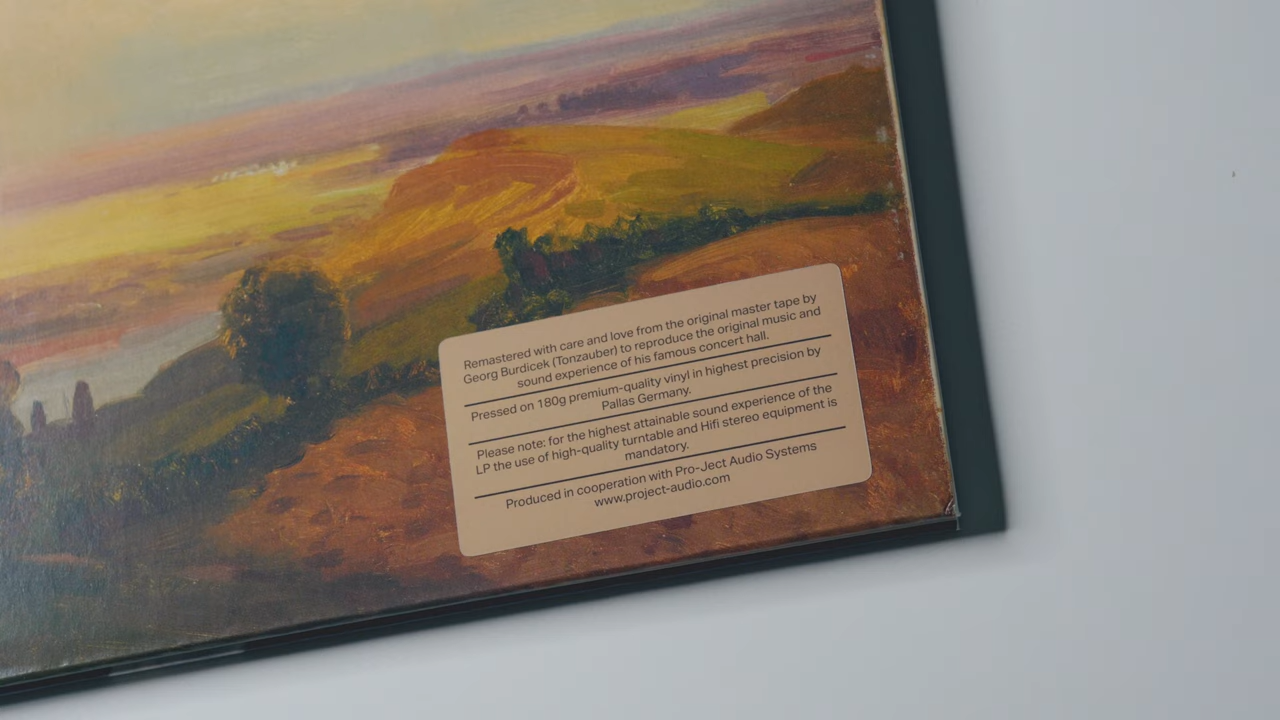 Remastered with care and love from the original master tape by
Georg Burdicek (Tonzauber) to reproduce the original music and
sound experience of his famous concert hall.
Pressed on 180g premium-quality vinyl in highest precision by
Pallas Germany.
Please note: for the highest attainable sound experience of the
LP the use of high-quality turntable and Hifi stereo equipment is
mandatory.
Produced in cooperation with Pro-Ject Audio Systems
www.project-audio.com